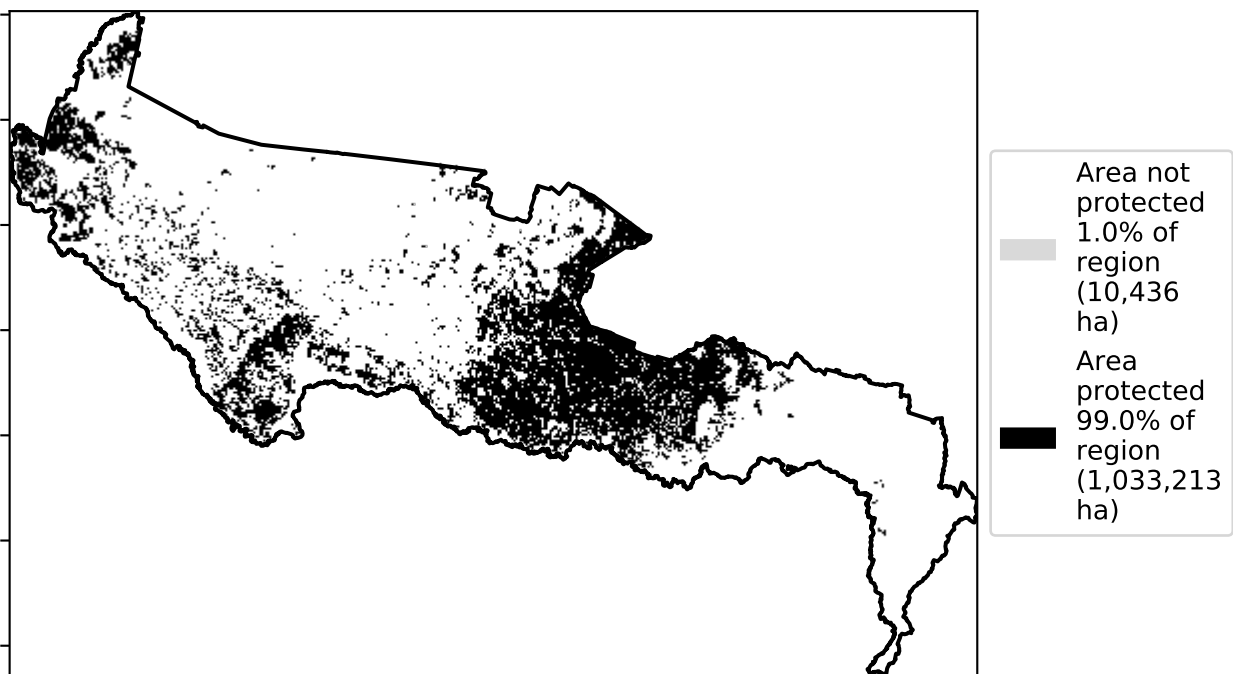 Area not
protected
1.0% of
region
(10,436
ha)
Area
protected
99.0% of
region
(1,033,213
ha)